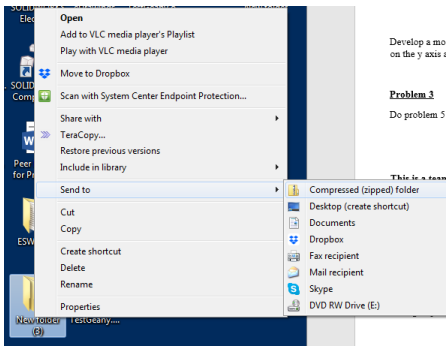 Open
Add to VLC media player's Playlist
Play with VLC media player
Move to Dropbox
Scan with System Center Endpoint Protection...
Share with
TeraCopy...
Restore previous versions
Include in library
Send to
Cut
Copy
Create shortcut
Delete
Rename
Properties
Compressed (zipped) folder
Desktop (create shortcut)
Documents
Dropbox
Fax recipient
Mail recipient
Skype
DVD RW Drive (E:)
Elec
SOLID
Comp
Peer
for Pr
ESW
New folder
(3)
TestGeany....
Develop a mo
on the y axis a
Problem 3
Do problem 5
This is a team